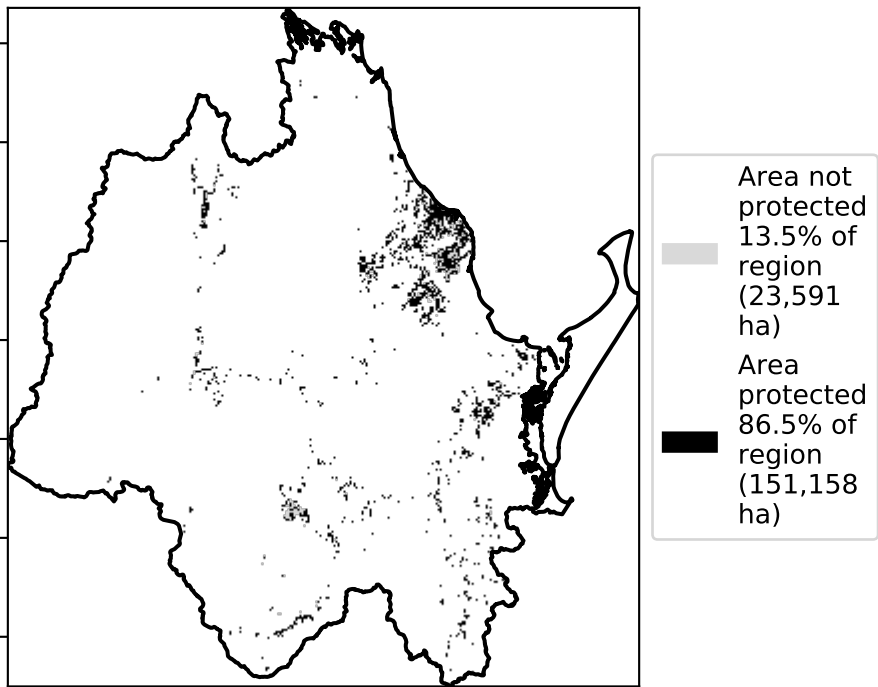 Area not
protected
13.5% of
region
(23,591
ha)
Area
protected
86.5% of
region
(151,158
ha)